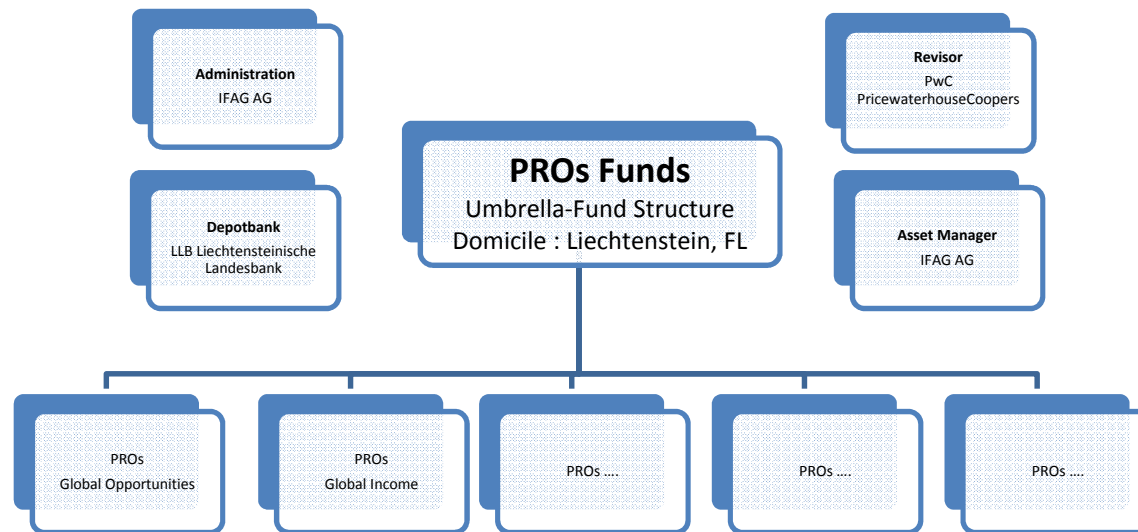 Administration
IFAG AG
Revisor
PwC
PricewaterhouseCoopers
PROs Funds
Umbrella-Fund Structure
Domicile : Liechtenstein, FL
Depotbank
LLB Liechtensteinische
Landesbank
Asset Manager
IFAG AG
PROs
Global Opportunities
PROs
Global Income
PROs ....
PROs ....
PROs ....